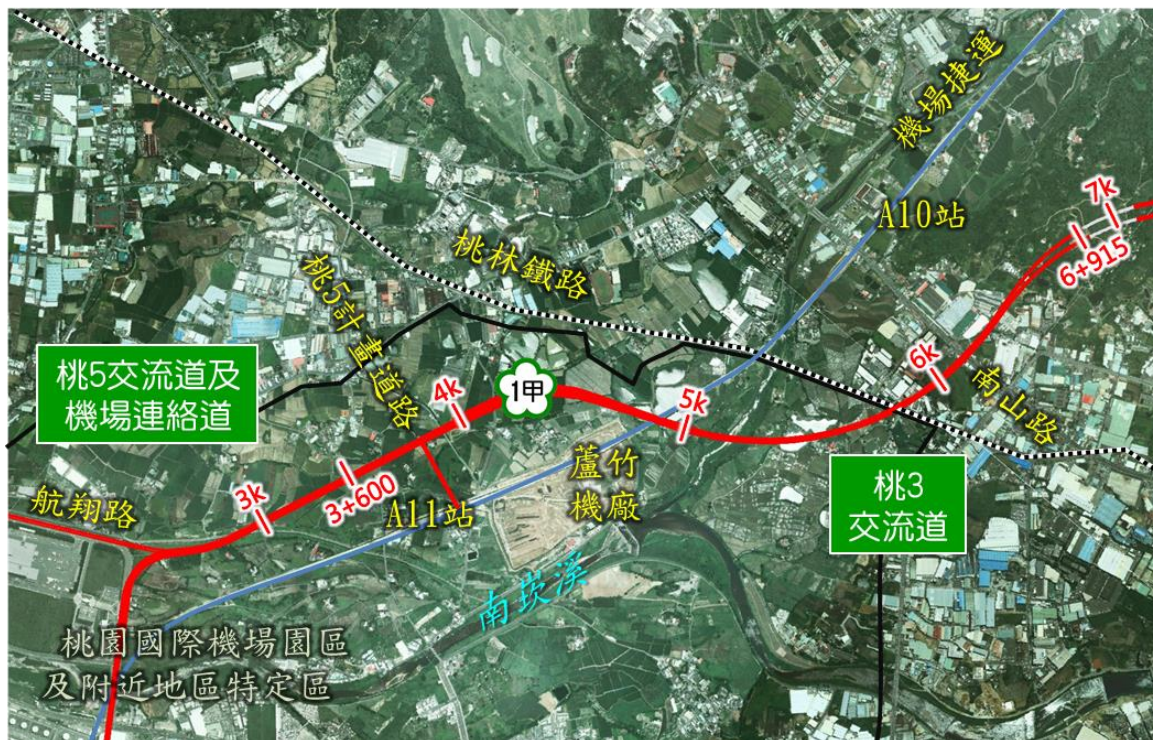 機場捷運
7k
A10站
6+915
桃林鐵路
桃5計畫道路
桃5交流道及
機場連絡道
1甲
4k
6k
5k
南山路
蘆竹
機廠
3k
3+600
航翔路
A11站
桃3
交流道
南崁溪
桃園國際機場園區
及附近地區特定區